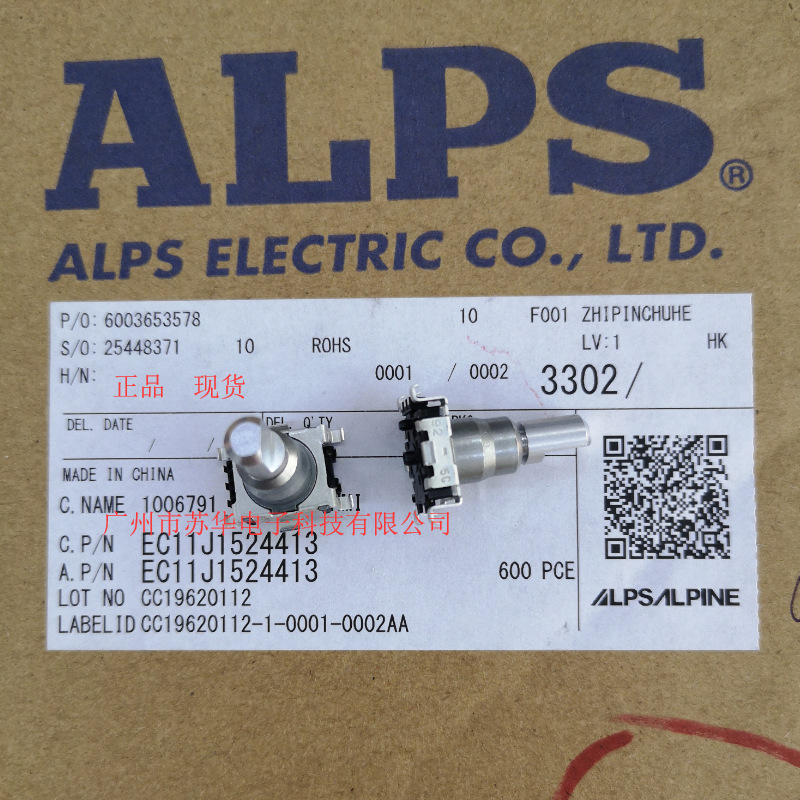 ALPS®
ALPS ELECTRIC CO., LTD.
P/O: 6003653578 10 F001 ZHIPINCHUHE
S/O: 25448371 10 ROHS LV:1 HK
H/N: 0001 / 0002 3302/
正品 现货
DEL. DATE DEL. Q'TY
/ /
MADE IN CHINA
C.NAME 1006791
广州市苏华电子科技有限公司
C.P/N EC11J1524413
A.P/N EC11J1524413 600 PCE
LOT NO CC19620112 ALPSALPINE
LABELID CC19620112-1-0001-0002AA